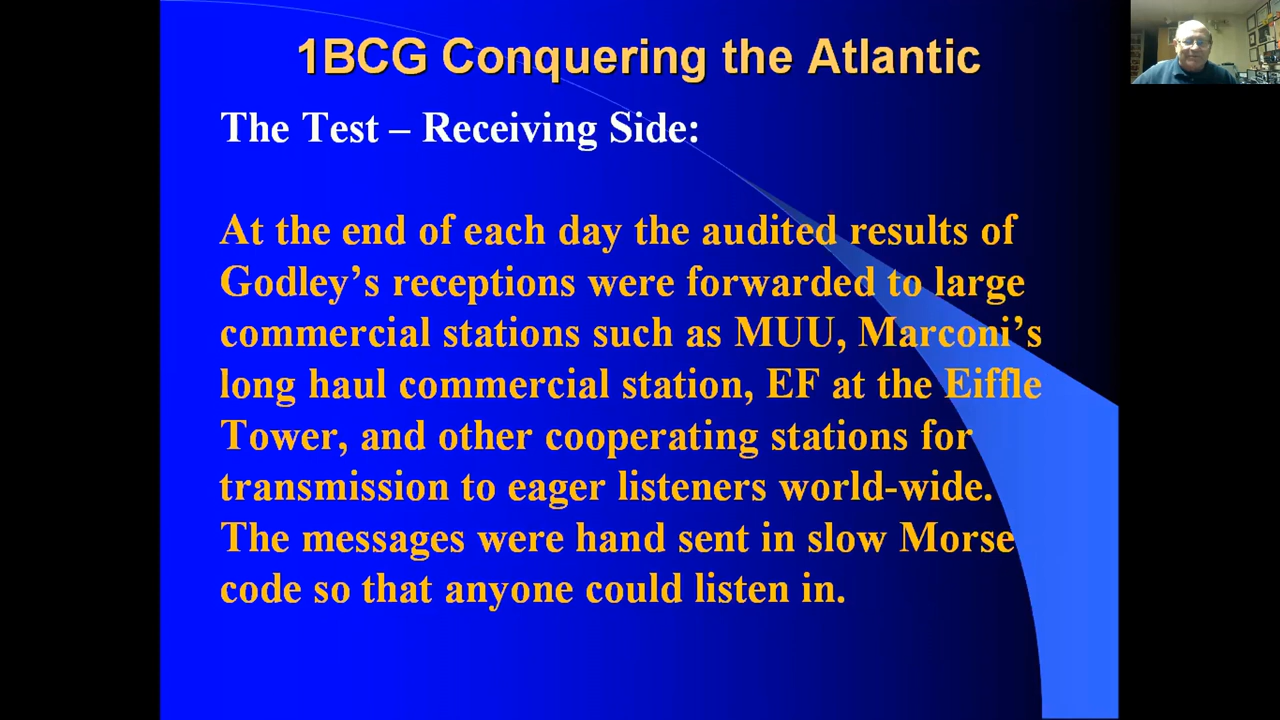 1BCG Conquering the Atlantic
The Test – Receiving Side:
At the end of each day the audited results of
Godley’s receptions were forwarded to large
commercial stations such as MUU, Marconi’s
long haul commercial station, EF at the Eiffle
Tower, and other cooperating stations for
transmission to eager listeners world-wide.
The messages were hand sent in slow Morse
code so that anyone could listen in.